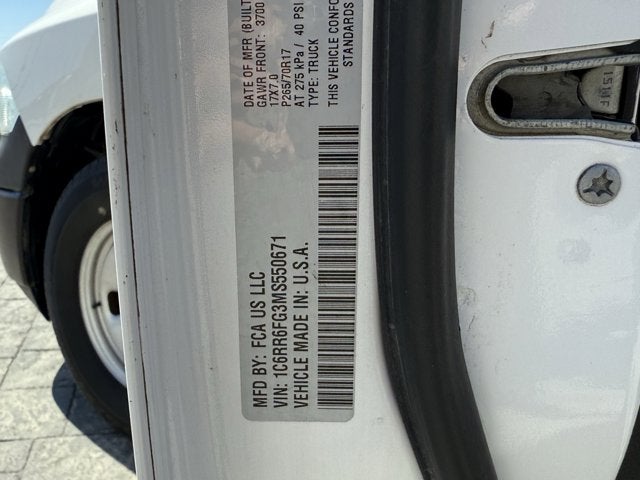 MFD BY: FCA US LLC
VIN: 1C6RR6FG3MS550671
VEHICLE MADE IN: U.S.A.
DATE OF MFR (BUILT
GAWR FRONT: 3700
17X7.0
P265/70R17
AT 275 kPa / 40 PSI
TYPE: TRUCK
THIS VEHICLE CONFO
STANDARDS